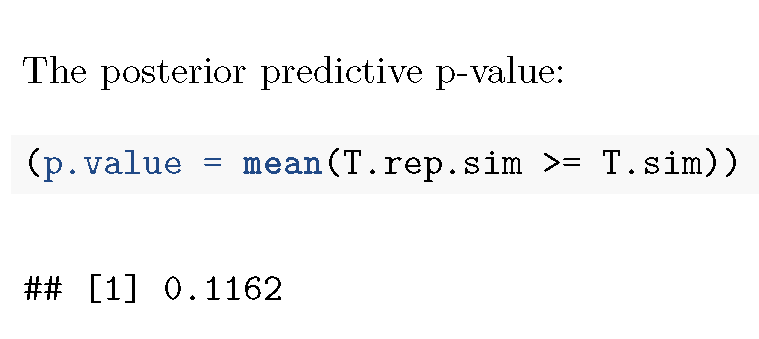 The posterior predictive p-value:
(p.value = mean(T.rep.sim >= T.sim))
## [1] 0.1162